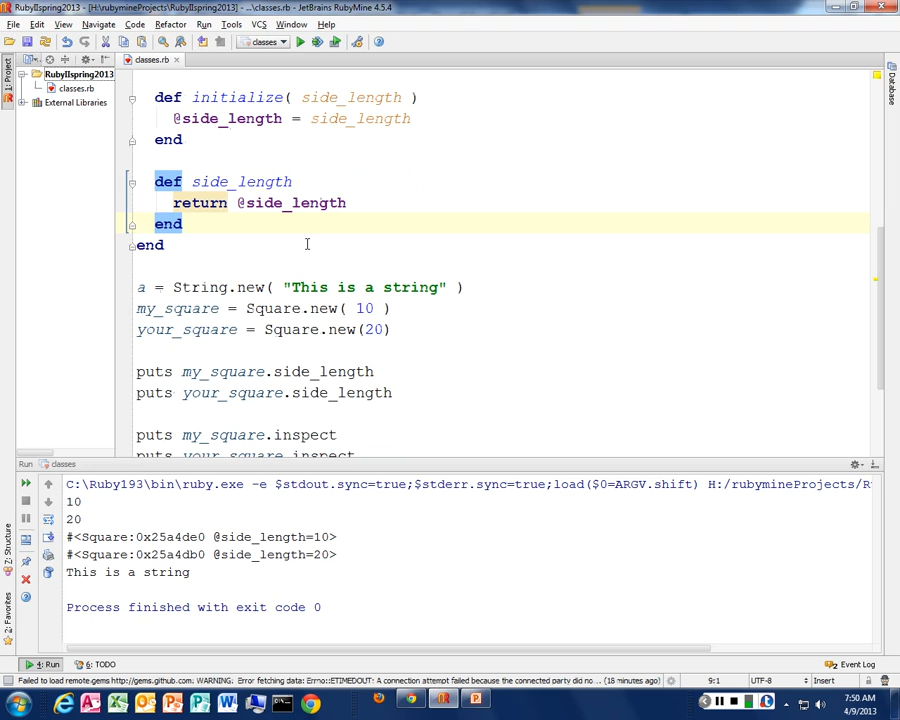 RubyIIspring2013 - [H:\rubymineProjects\RubyIIspring2013] - ...\classes.rb - JetBrains RubyMine 4.5.4
File Edit View Navigate Code Refactor Run Tools VCS Window Help
classes
1: Project
RubyIIspring2013
classes.rb
External Libraries
classes.rb
Database
def initialize( side_length )
@side_length = side_length
end
def side_length
return @side_length
end
end
a = String.new( "This is a string" )
my_square = Square.new( 10 )
your_square = Square.new(20)
puts my_square.side_length
puts your_square.side_length
puts my_square.inspect
puts your_square.inspect
Run classes
C:\Ruby193\bin\ruby.exe -e $stdout.sync=true;$stderr.sync=true;load($0=ARGV.shift) H:/rubymineProjects/R
10
20
#<Square:0x25a4de0 @side_length=10>
#<Square:0x25a4db0 @side_length=20>
This is a string
Process finished with exit code 0
Z: Structure
2: Favorites
4: Run 6: TODO Event Log
Failed to load remote gems http://gems.github.com: WARNING: Error fetching data: Errno::ETIMEDOUT: A connection attempt failed because the connected party did no... (18 minutes ago) 9:1 UTF-8 Insert
7:50 AM
4/9/2013